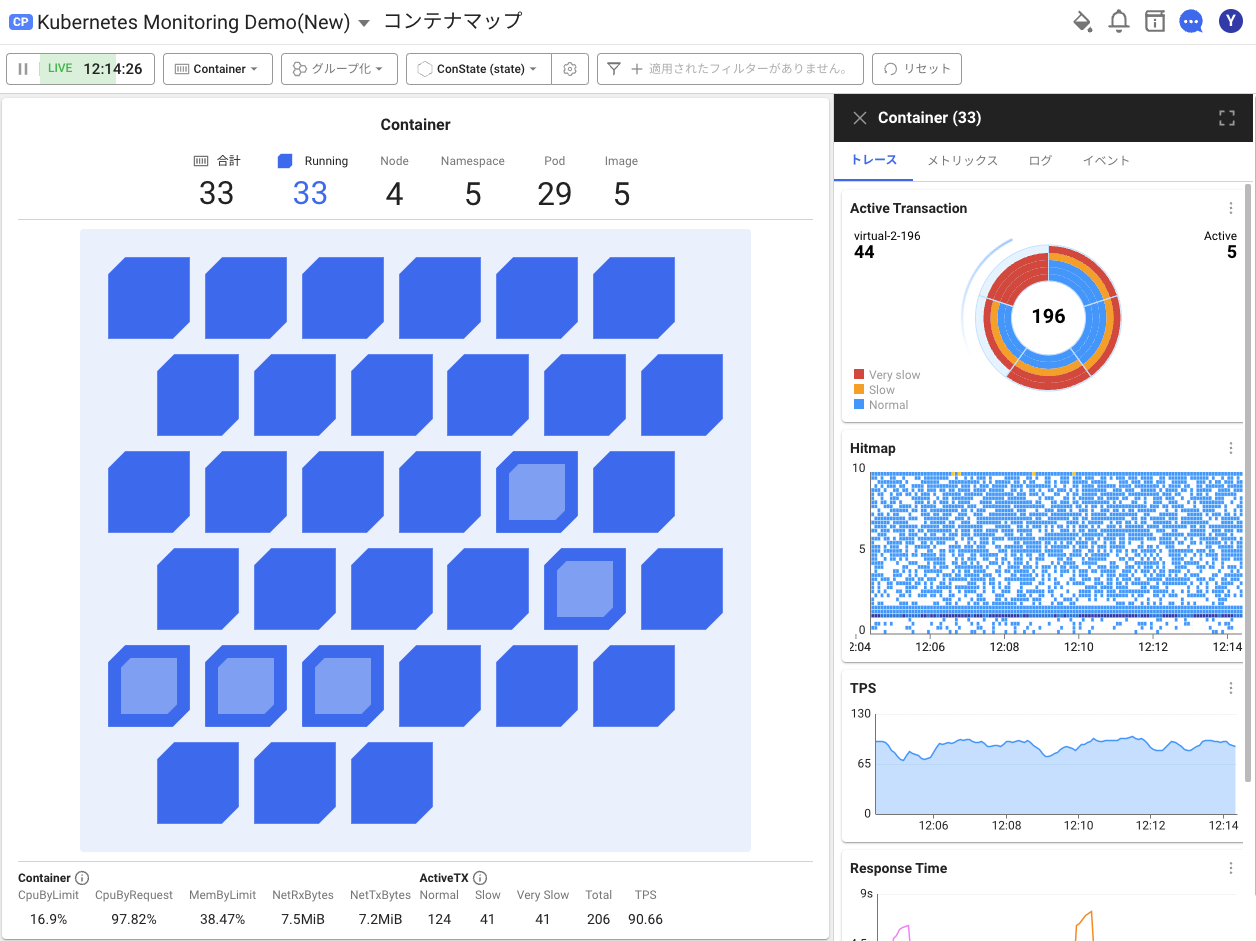 CP Kubernetes Monitoring Demo(New) コンテナマップ
Y
LIVE 12:14:26 Container グループ化 ConState (state) + 適用されたフィルターがありません。 リセット
Container
合計 Running Node Namespace Pod Image
33 33 4 5 29 5
Container ActiveTX
CpuByLimit CpuByRequest MemByLimit NetRxBytes NetTxBytes Normal Slow Very Slow Total TPS
16.9% 97.82% 38.47% 7.5MiB 7.2MiB 124 41 41 206 90.66
Container (33)
トレース メトリックス ログ イベント
Active Transaction
virtual-2-196 Active
44 5
196
Very slow
Slow
Normal
Hitmap
10
5
0
2:04 12:06 12:08 12:10 12:12 12:14
TPS
130
65
0
12:06 12:08 12:10 12:12 12:14
Response Time
9s